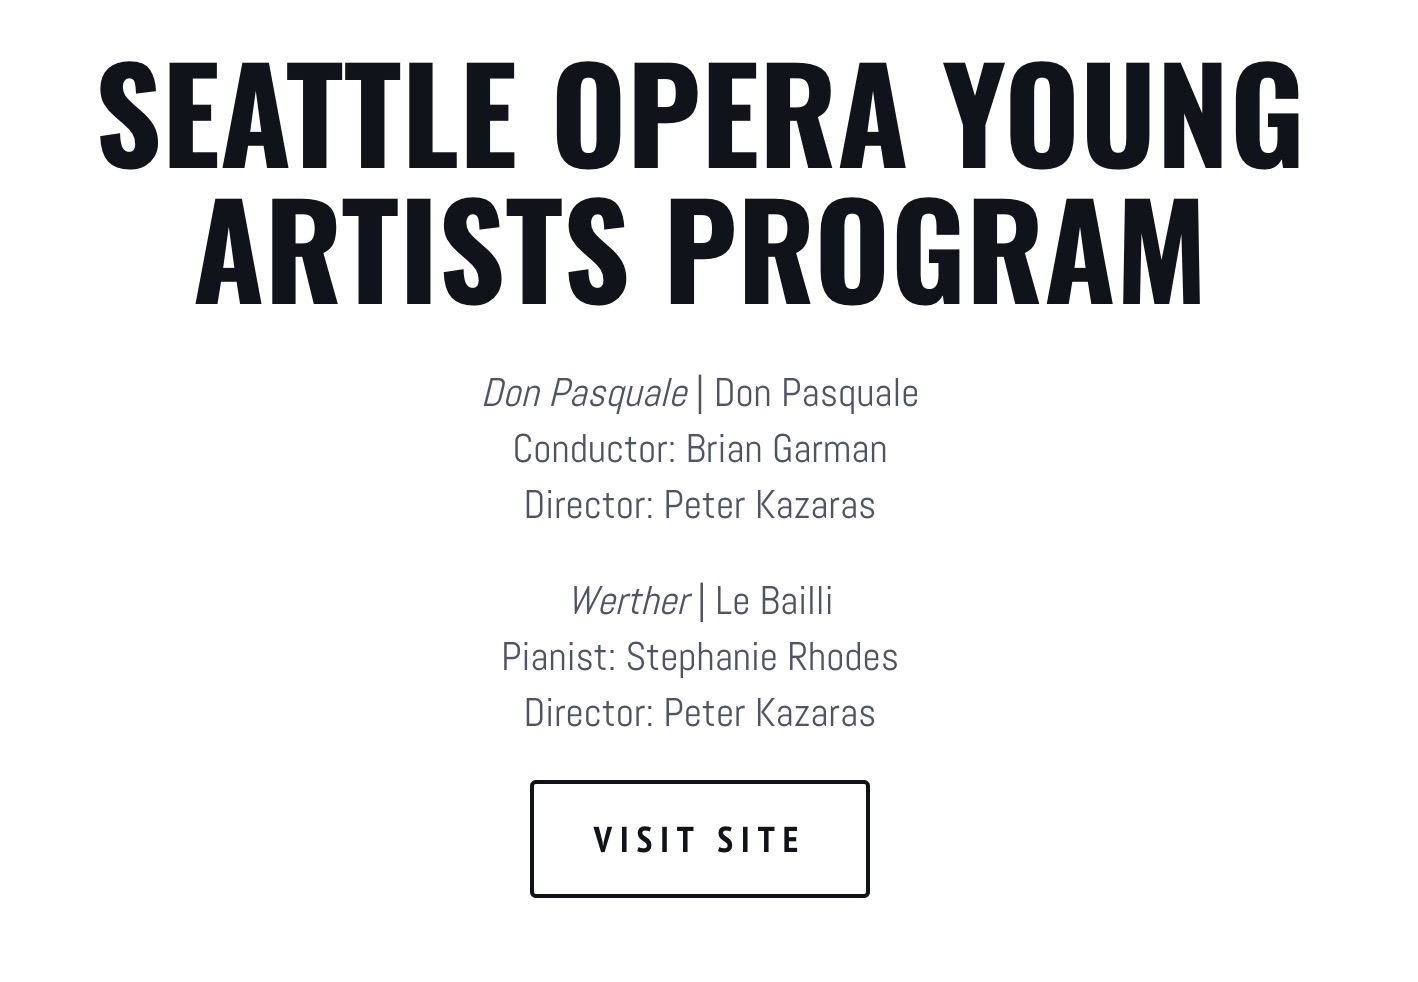 SEATTLE OPERA YOUNG
ARTISTS PROGRAM
Don Pasquale | Don Pasquale
Conductor: Brian Garman
Director: Peter Kazaras
Werther | Le Bailli
Pianist: Stephanie Rhodes
Director: Peter Kazaras
VISIT SITE